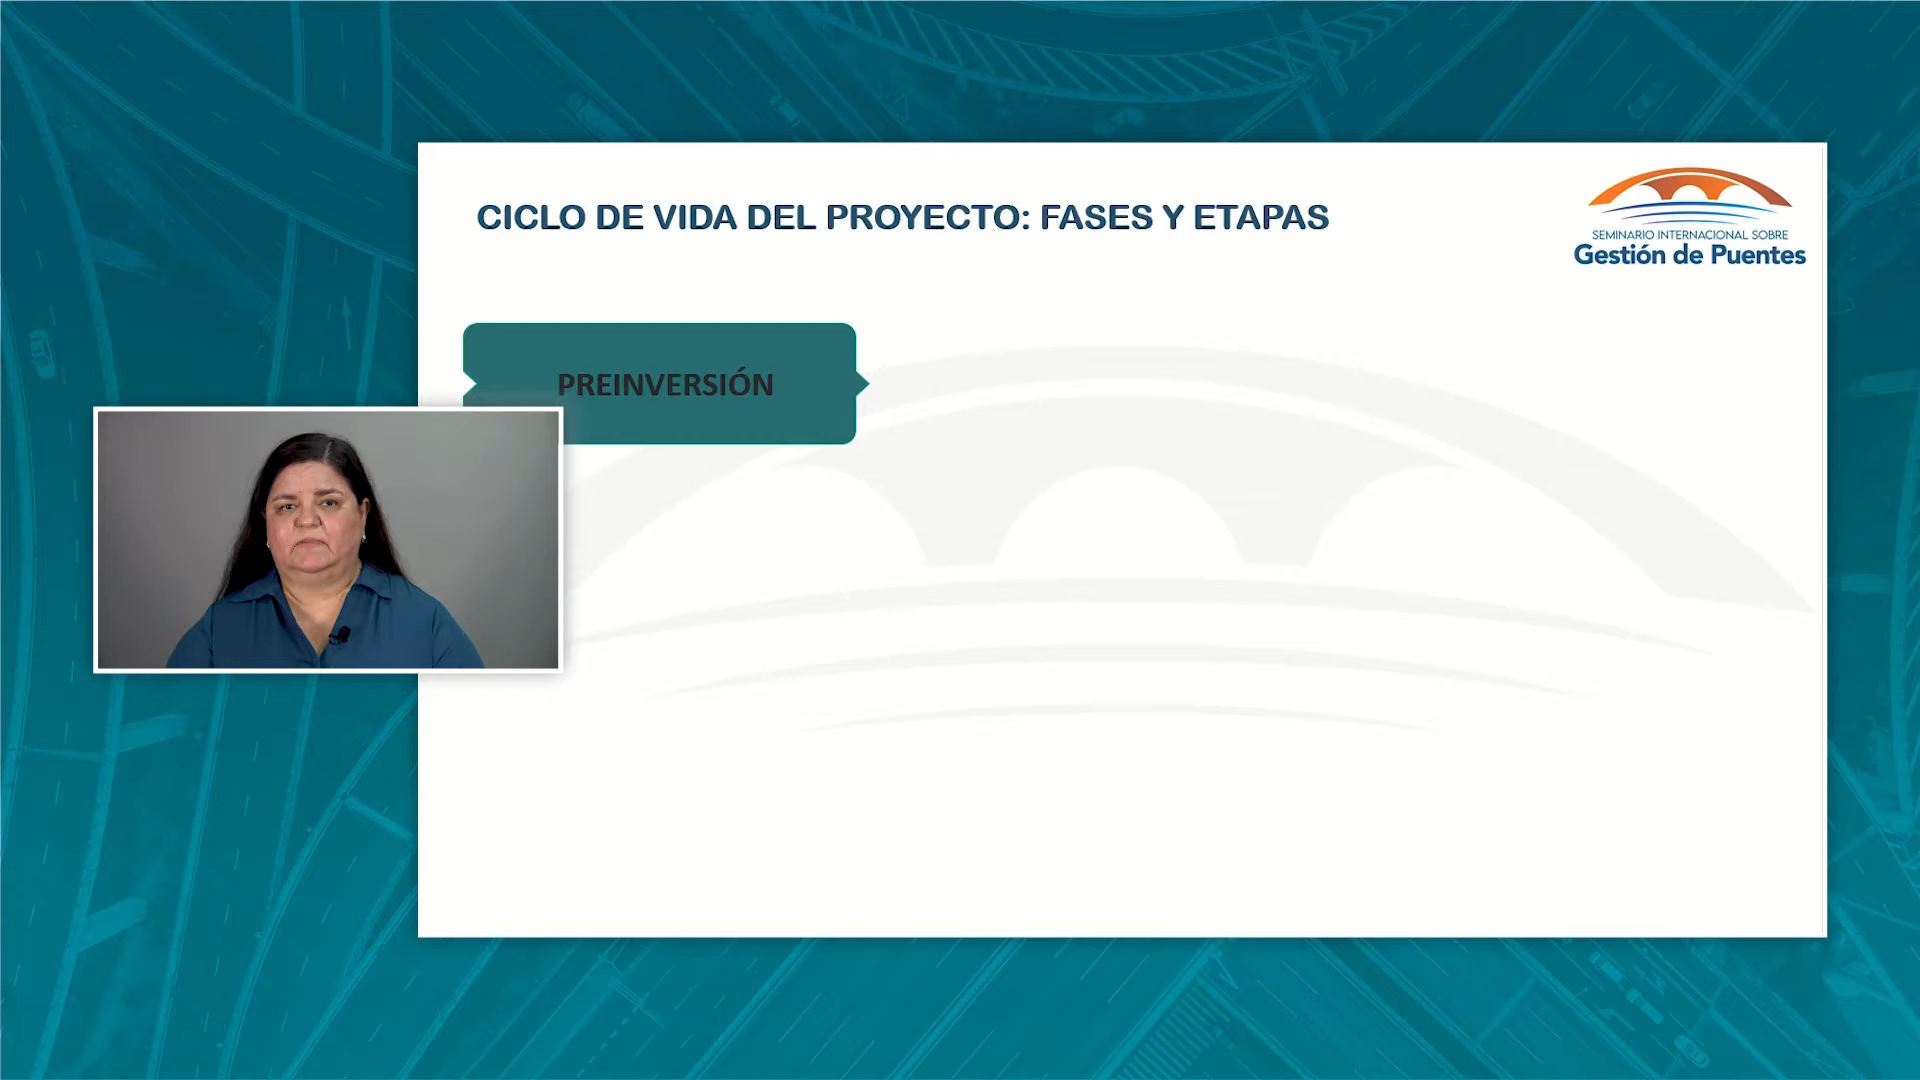 CICLO DE VIDA DEL PROYECTO: FASES Y ETAPAS
SEMINARIO INTERNACIONAL SOBRE
Gestión de Puentes
PREINVERSIÓN